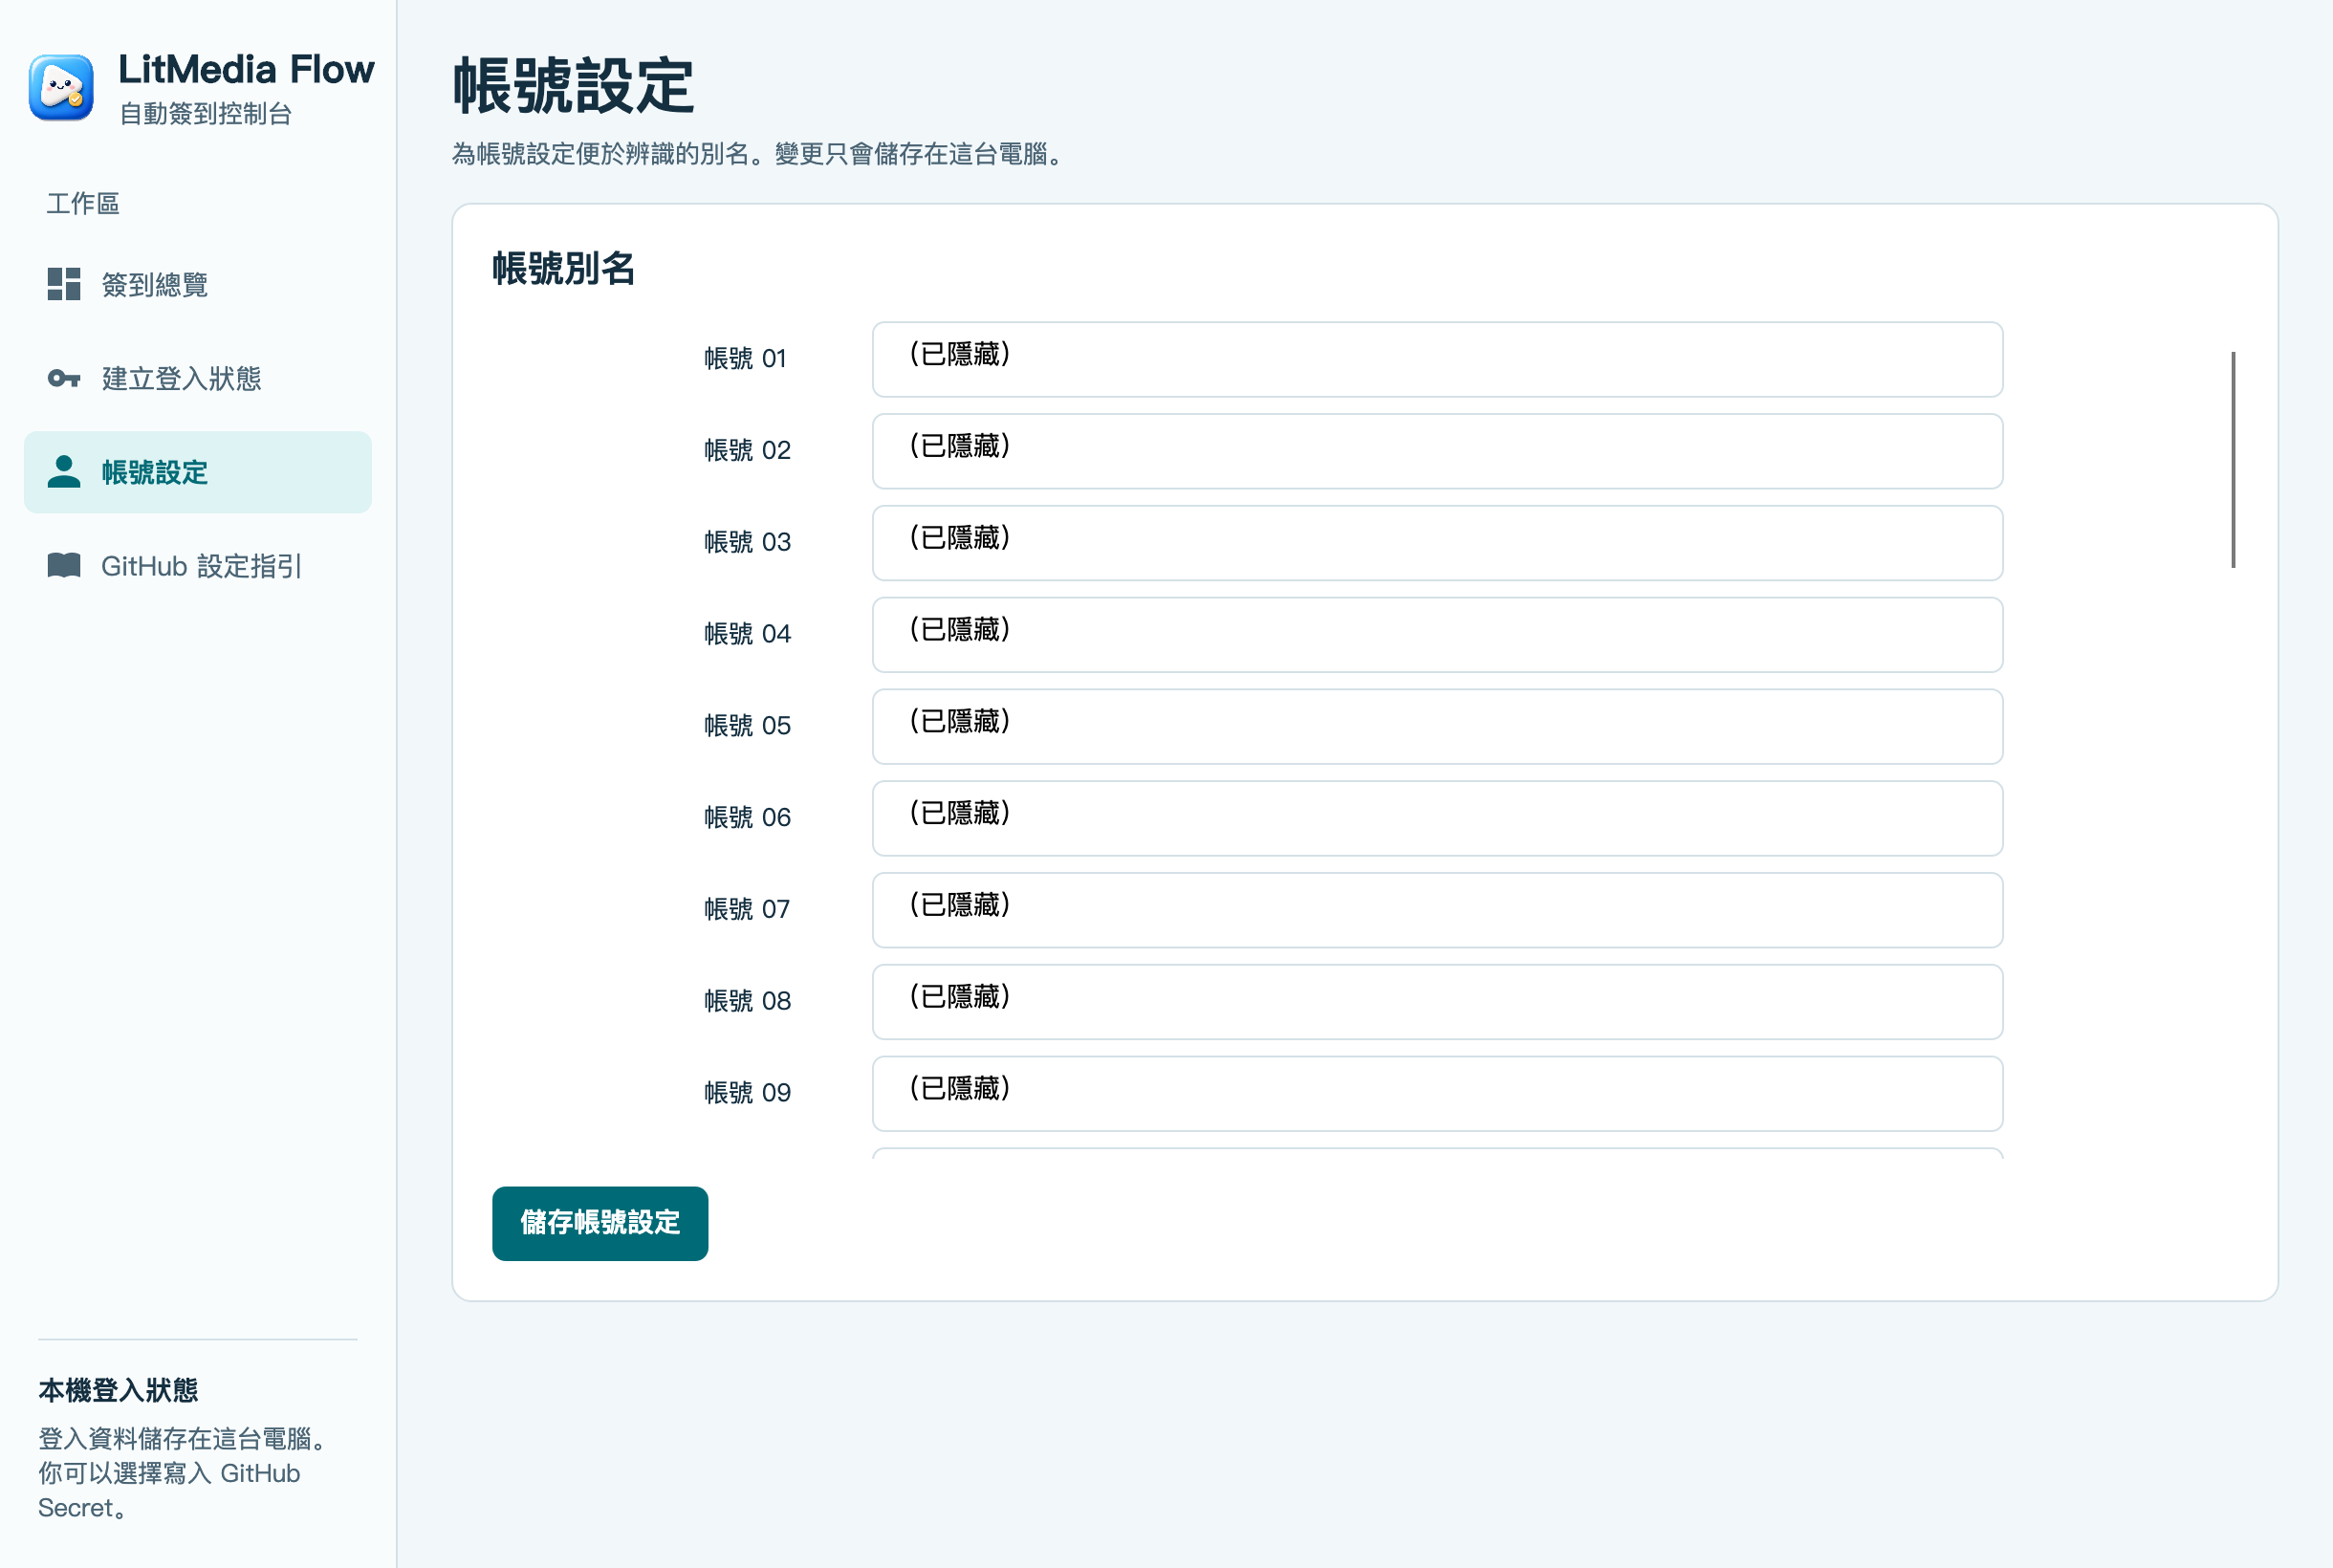 LitMedia Flow
自動簽到控制台
工作區
簽到總覽
建立登入狀態
帳號設定
GitHub 設定指引
本機登入狀態
登入資料儲存在這台電腦。
你可以選擇寫入 GitHub
Secret。
帳號設定
為帳號設定便於辨識的別名。變更只會儲存在這台電腦。
帳號別名
帳號 01 (已隱藏)
帳號 02 (已隱藏)
帳號 03 (已隱藏)
帳號 04 (已隱藏)
帳號 05 (已隱藏)
帳號 06 (已隱藏)
帳號 07 (已隱藏)
帳號 08 (已隱藏)
帳號 09 (已隱藏)
儲存帳號設定